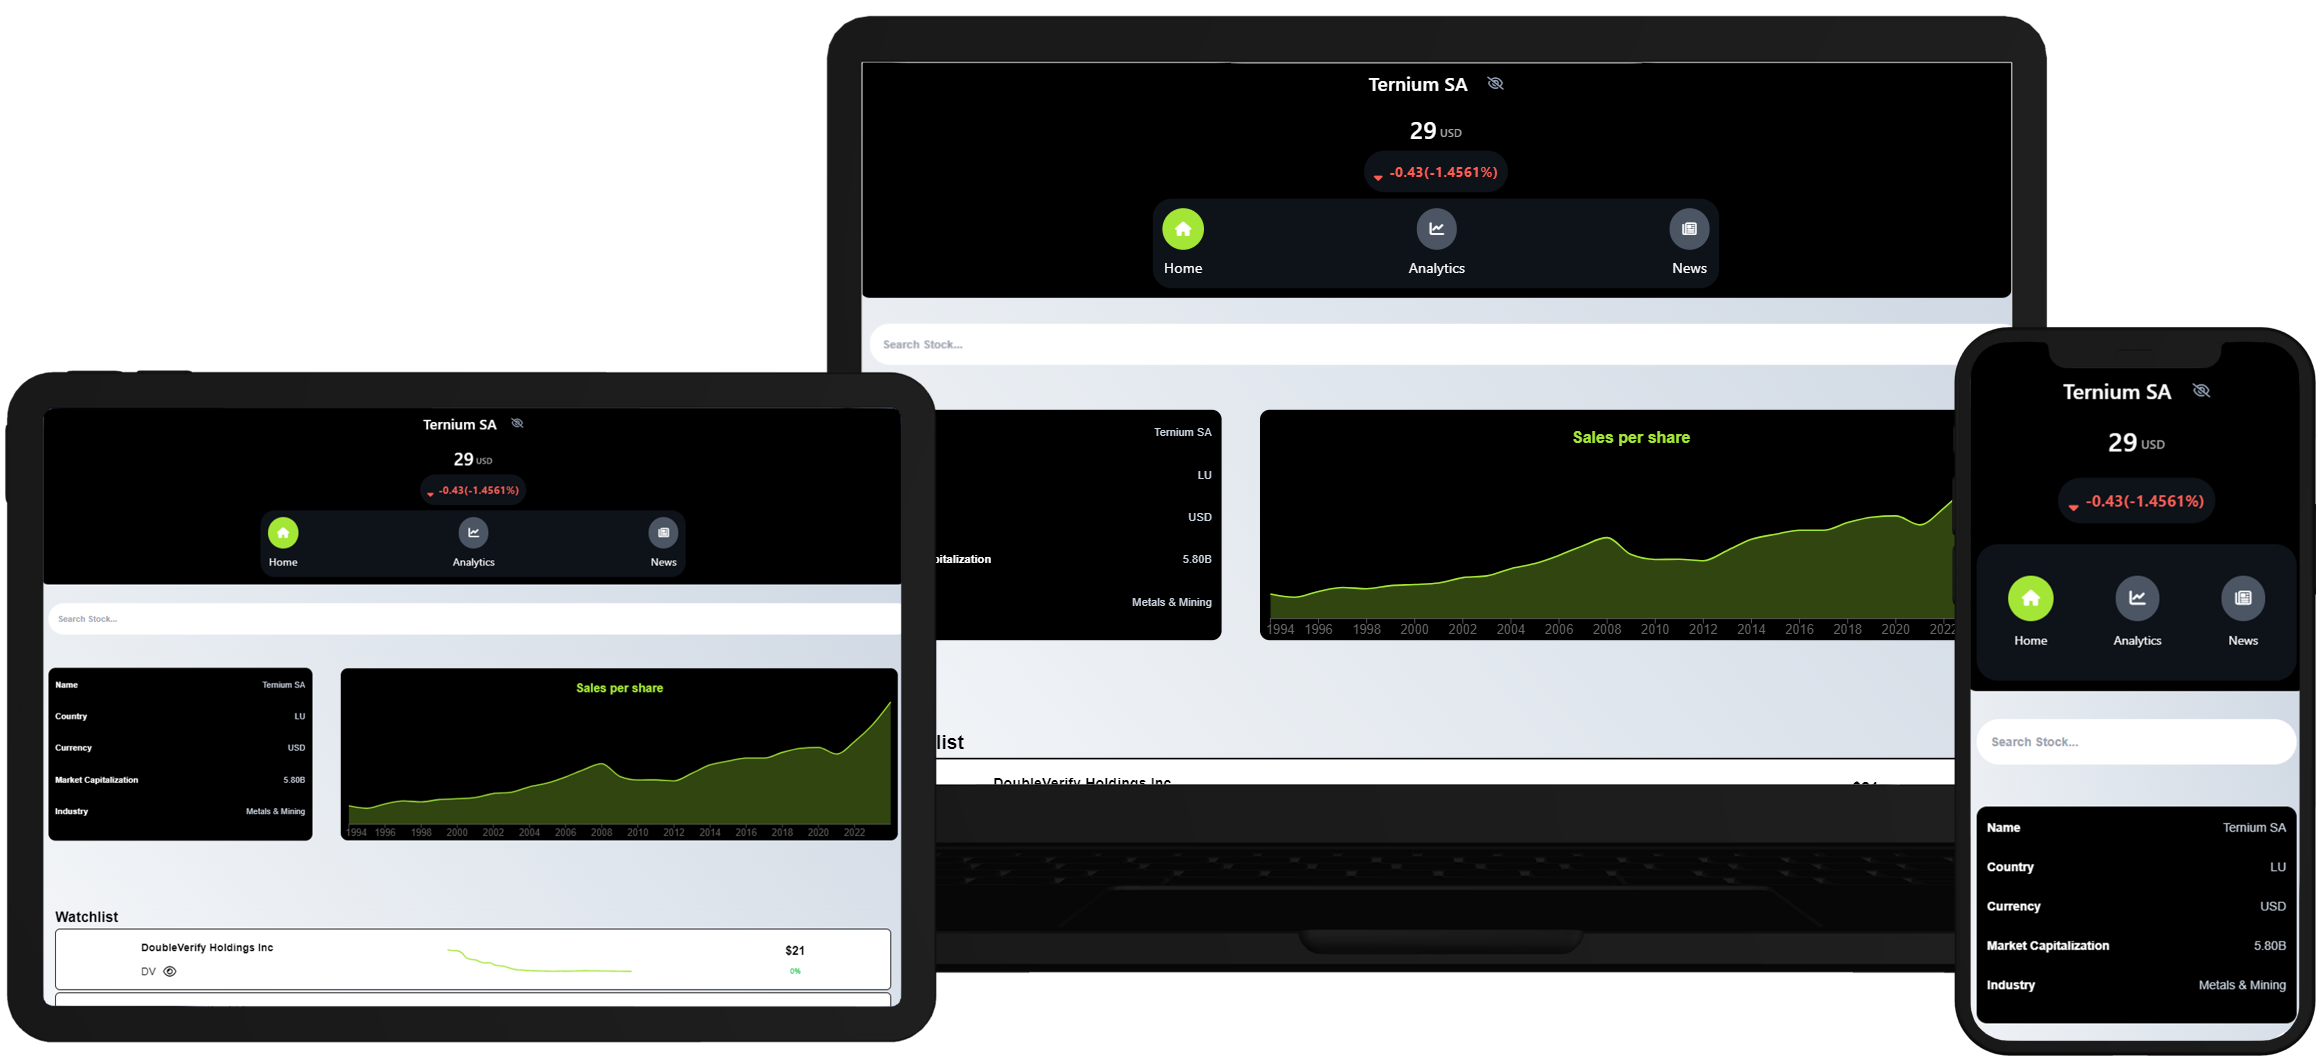 Ternium SA
29 USD
-0.43(-1.4561%)
Home Analytics News
Search Stock...
Ternium SA
LU
USD
pitalization 5.80B
Metals & Mining
Sales per share
1994 1996 1998 2000 2002 2004 2006 2008 2010 2012 2014 2016 2018 2020 2022
list
DoubleVerify Holdings Inc
Ternium SA
29 USD
-0.43(-1.4561%)
Home Analytics News
Search Stock...
Name Ternium SA
Country LU
Currency USD
Market Capitalization 5.80B
Industry Metals & Mining
Sales per share
1994 1996 1998 2000 2002 2004 2006 2008 2010 2012 2014 2016 2018 2020 2022
Watchlist
DoubleVerify Holdings Inc $21
DV 0%
Ternium SA
29 USD
-0.43(-1.4561%)
Home Analytics News
Search Stock...
Name Ternium SA
Country LU
Currency USD
Market Capitalization 5.80B
Industry Metals & Mining